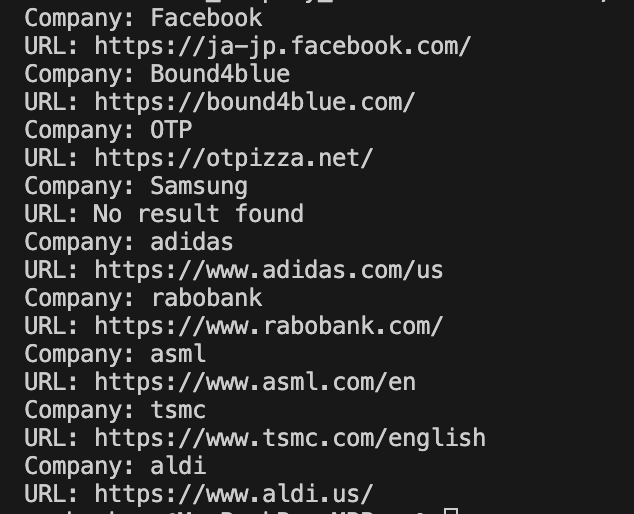 Company: Facebook
URL: https://ja-jp.facebook.com/
Company: Bound4blue
URL: https://bound4blue.com/
Company: OTP
URL: https://otpizza.net/
Company: Samsung
URL: No result found
Company: adidas
URL: https://www.adidas.com/us
Company: rabobank
URL: https://www.rabobank.com/
Company: asml
URL: https://www.asml.com/en
Company: tsmc
URL: https://www.tsmc.com/english
Company: aldi
URL: https://www.aldi.us/